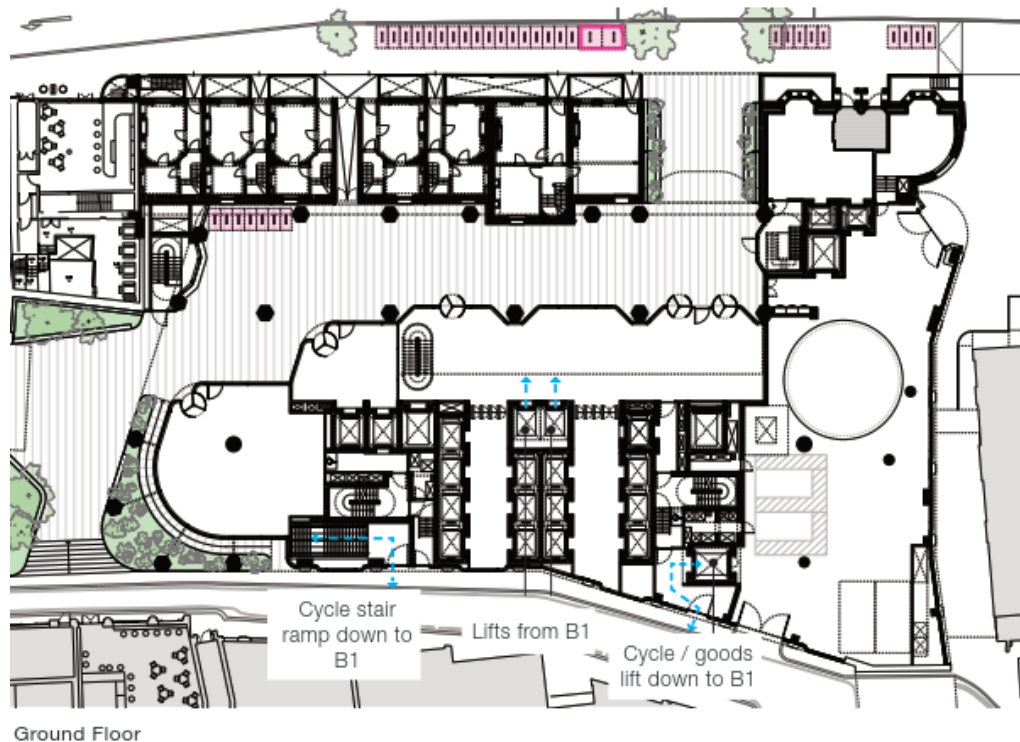 Cycle stair
ramp down to
B1
Lifts from B1
Cycle / goods
lift down to B1
Ground Floor